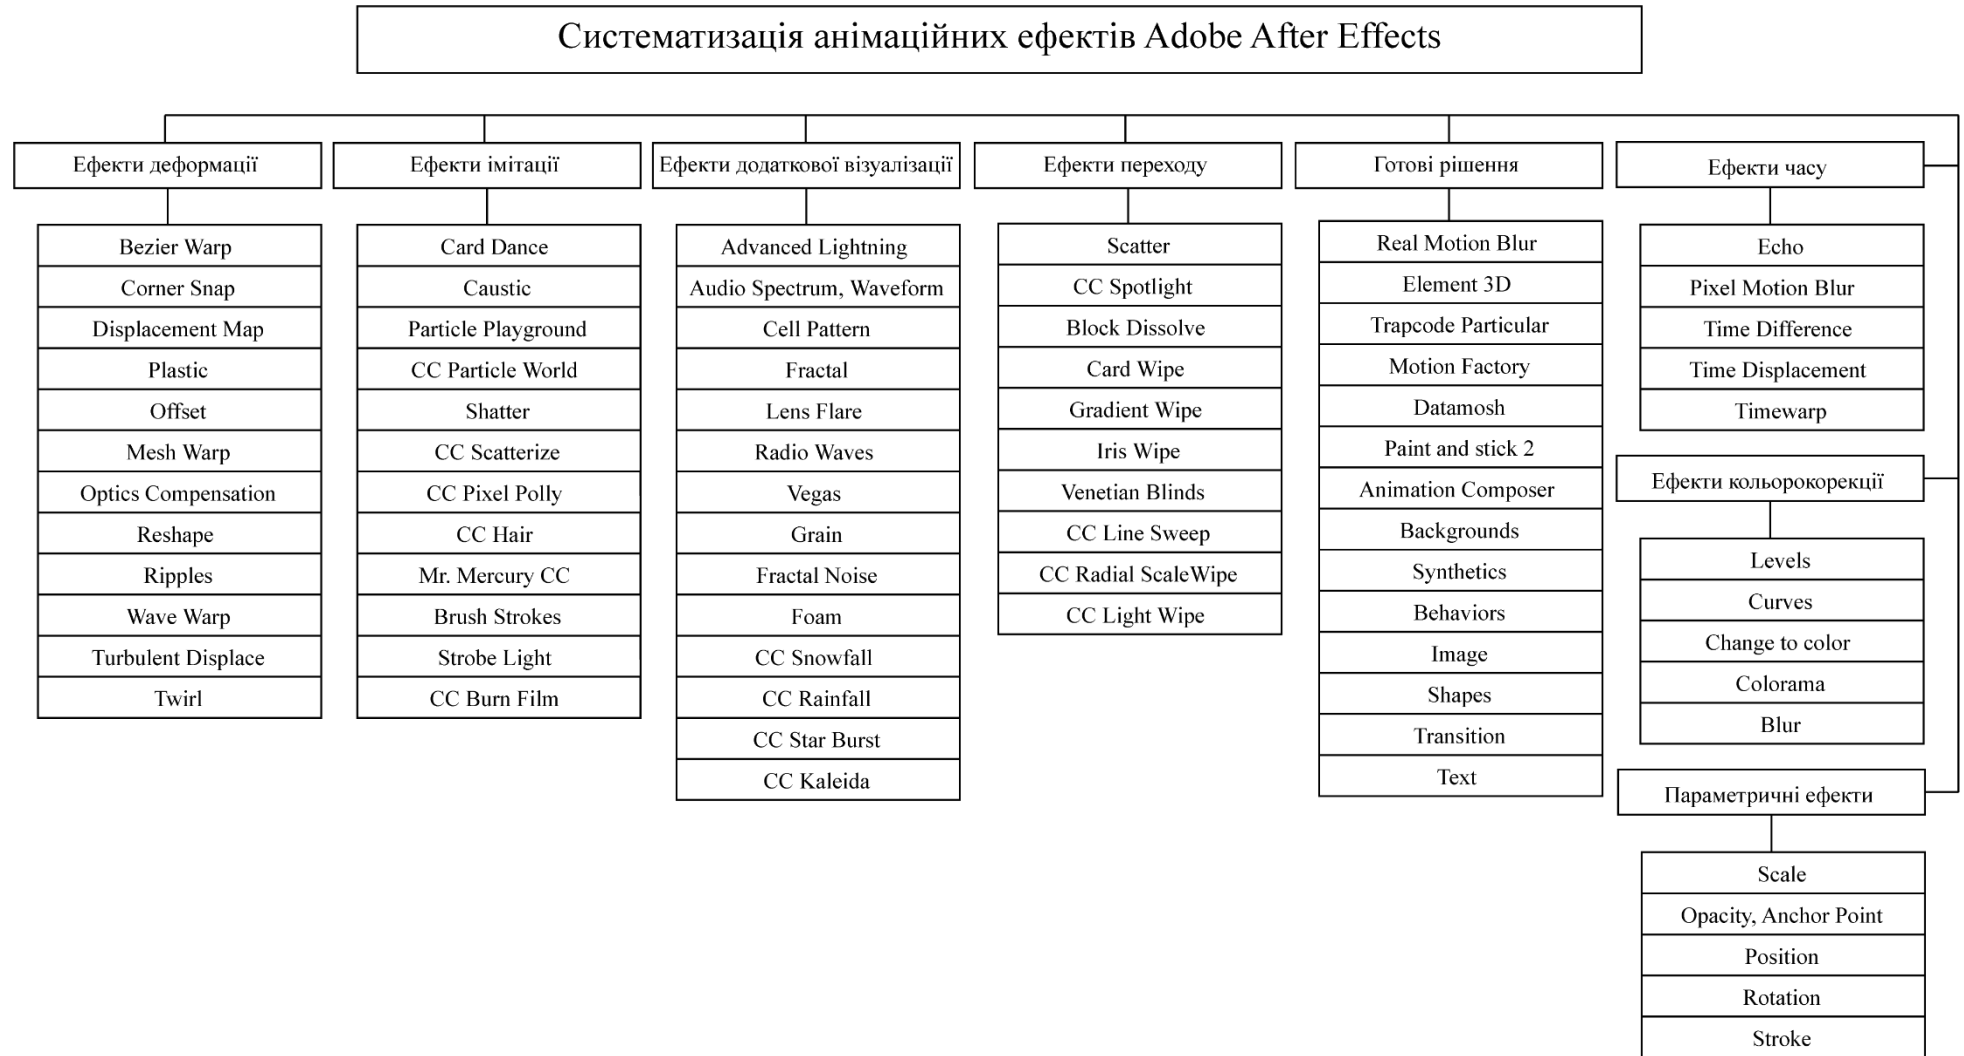 Систематизація анімаційних ефектів Adobe After Effects
Ефекти деформації
Bezier Warp
Corner Snap
Displacement Map
Plastic
Offset
Mesh Warp
Optics Compensation
Reshape
Ripples
Wave Warp
Turbulent Displace
Twirl
Ефекти імітації
Card Dance
Caustic
Particle Playground
CC Particle World
Shatter
CC Scatterize
CC Pixel Polly
CC Hair
Mr. Mercury CC
Brush Strokes
Strobe Light
CC Burn Film
Ефекти додаткової візуалізації
Advanced Lightning
Audio Spectrum, Waveform
Cell Pattern
Fractal
Lens Flare
Radio Waves
Vegas
Grain
Fractal Noise
Foam
CC Snowfall
CC Rainfall
CC Star Burst
CC Kaleida
Ефекти переходу
Scatter
CC Spotlight
Block Dissolve
Card Wipe
Gradient Wipe
Iris Wipe
Venetian Blinds
CC Line Sweep
CC Radial ScaleWipe
CC Light Wipe
Готові рішення
Real Motion Blur
Element 3D
Trapcode Particular
Motion Factory
Datamosh
Paint and stick 2
Animation Composer
Backgrounds
Synthetics
Behaviors
Image
Shapes
Transition
Text
Ефекти часу
Echo
Pixel Motion Blur
Time Difference
Time Displacement
Timewarp
Ефекти кольорокорекції
Levels
Curves
Change to color
Colorama
Blur
Параметричні ефекти
Scale
Opacity, Anchor Point
Position
Rotation
Stroke